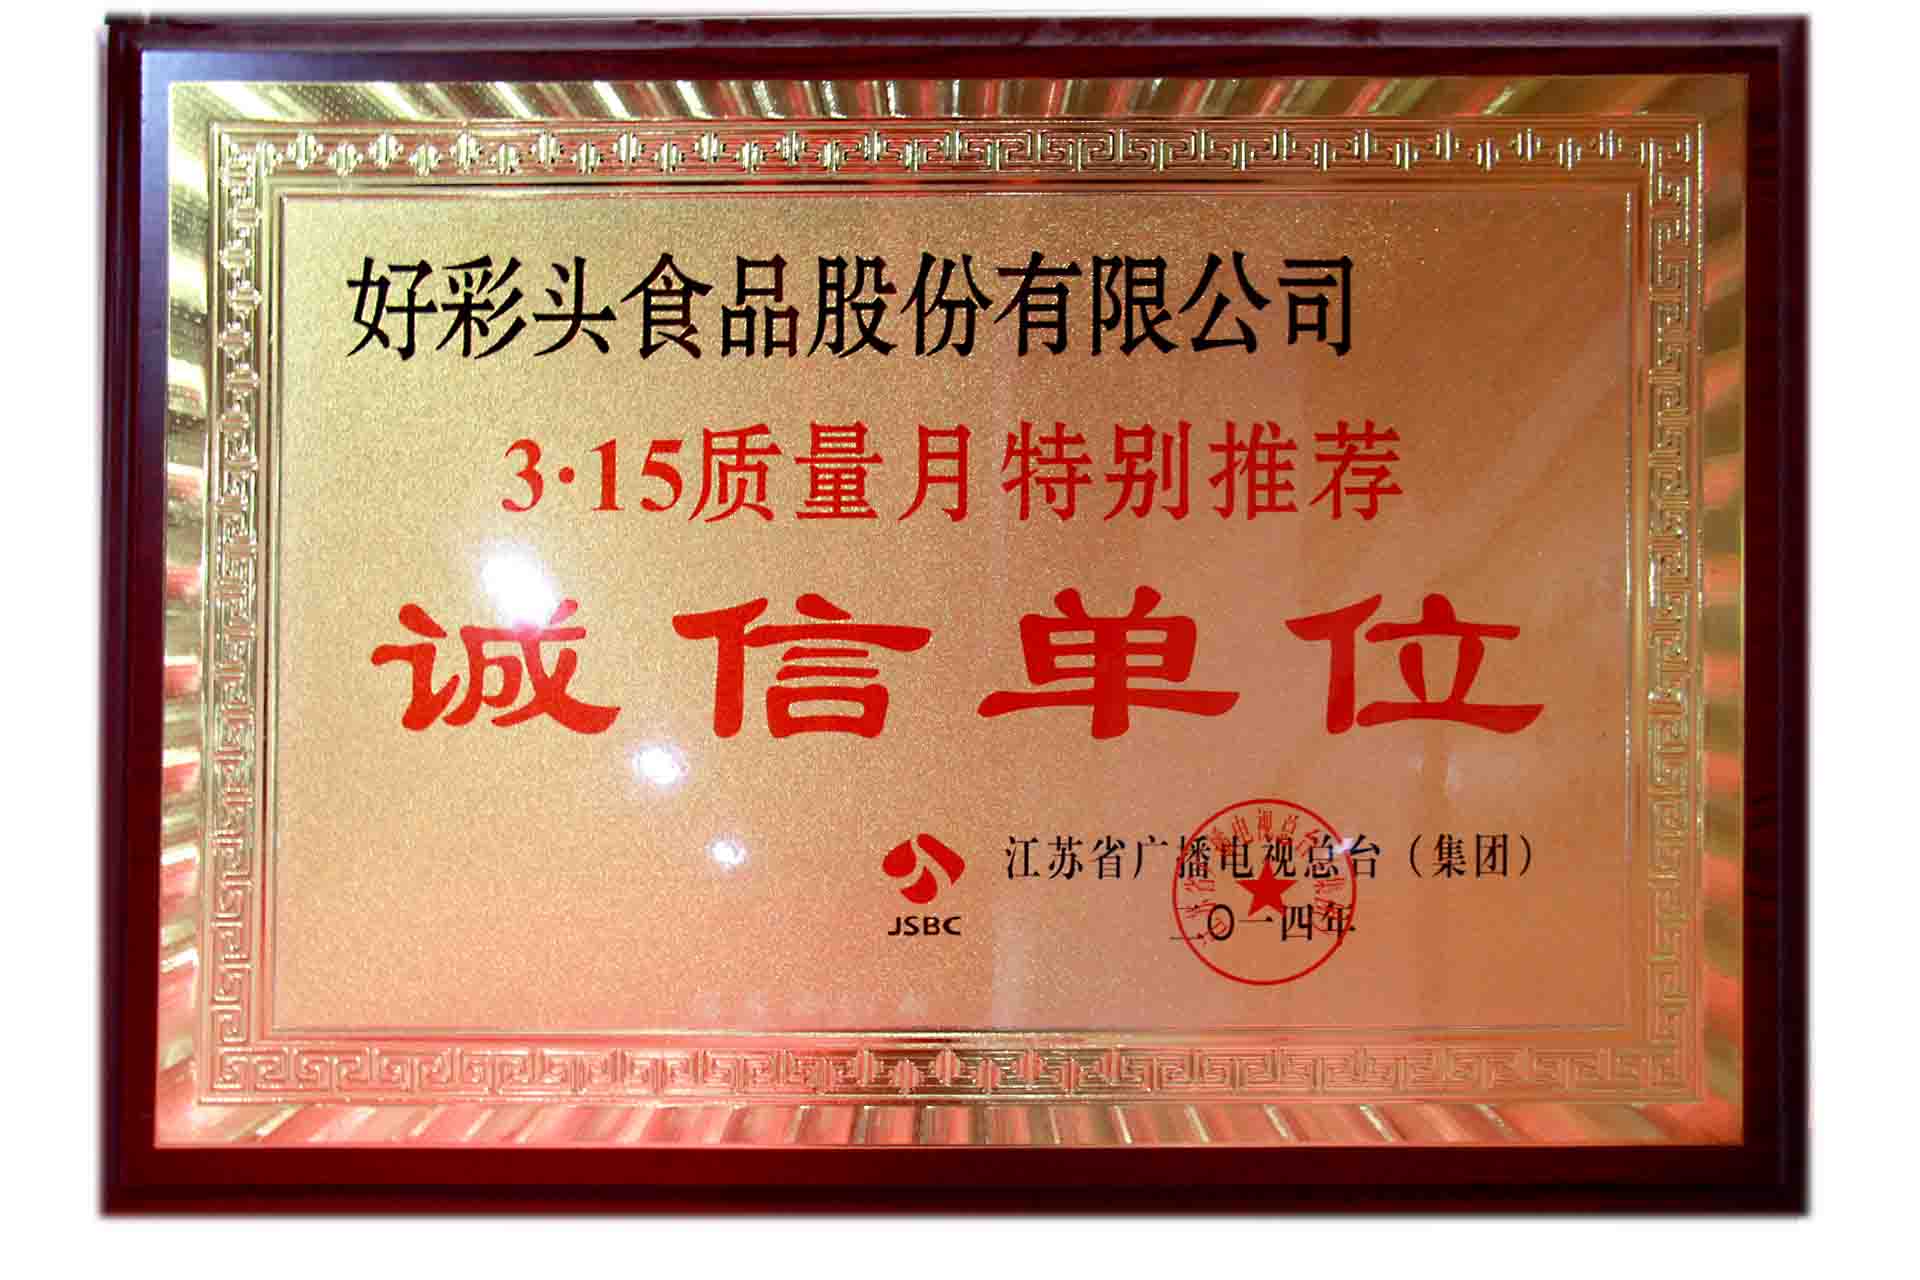 好彩头食品股份有限公司
3·15质量月特别推荐
诚信单位
江苏省广播电视总台（集团）
JSBC
二〇一四年